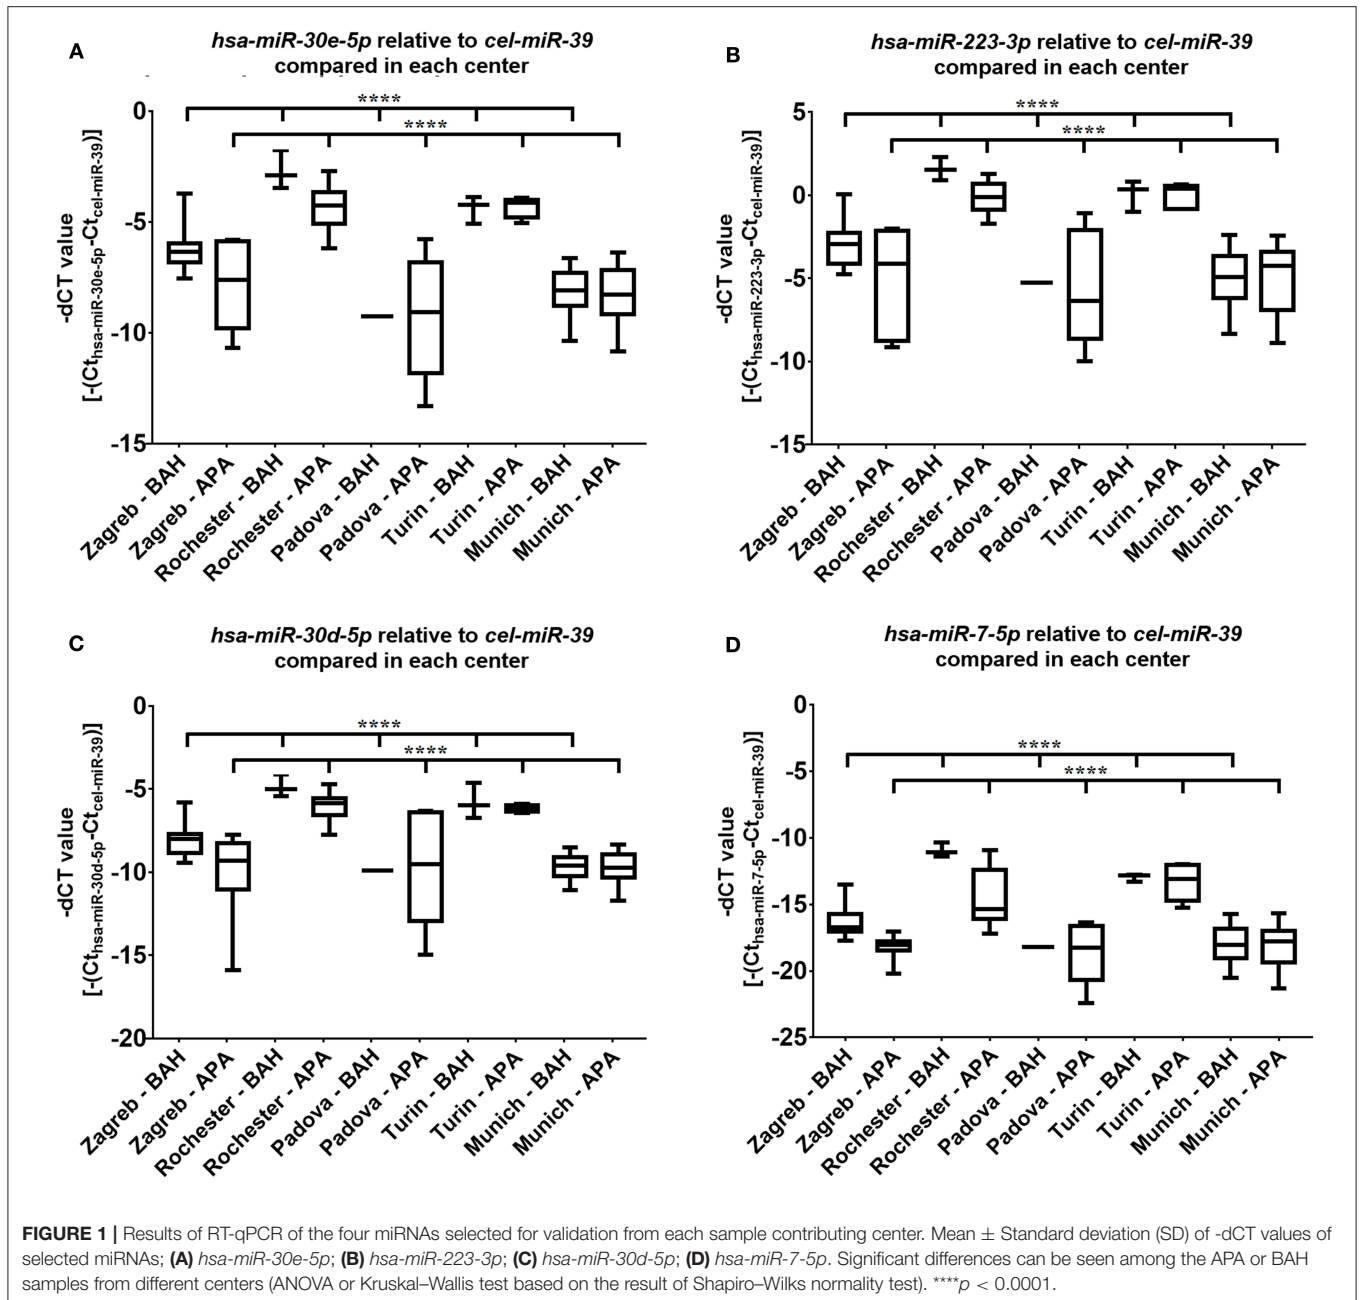 A
hsa-miR-30e-5p relative to cel-miR-39
compared in each center
-dCT value
[-(Cthsa-miR-30e-5p-Ctcel-miR-39)]
0
-5
-10
-15
****
****
Zagreb - BAH
Zagreb - APA
Rochester - BAH
Rochester - APA
Padova - BAH
Padova - APA
Turin - BAH
Turin - APA
Munich - BAH
Munich - APA
B
hsa-miR-223-3p relative to cel-miR-39
compared in each center
-dCT value
[-(Cthsa-miR-223-3p-Ctcel-miR-39)]
5
0
-5
-10
-15
****
****
Zagreb - BAH
Zagreb - APA
Rochester - BAH
Rochester - APA
Padova - BAH
Padova - APA
Turin - BAH
Turin - APA
Munich - BAH
Munich - APA
C
hsa-miR-30d-5p relative to cel-miR-39
compared in each center
-dCT value
[-(Cthsa-miR-30d-5p-Ctcel-miR-39)]
0
-5
-10
-15
-20
****
****
Zagreb - BAH
Zagreb - APA
Rochester - BAH
Rochester - APA
Padova - BAH
Padova - APA
Turin - BAH
Turin - APA
Munich - BAH
Munich - APA
D
hsa-miR-7-5p relative to cel-miR-39
compared in each center
-dCT value
[-(Cthsa-miR-7-5p-Ctcel-miR-39)]
0
-5
-10
-15
-20
-25
****
****
Zagreb - BAH
Zagreb - APA
Rochester - BAH
Rochester - APA
Padova - BAH
Padova - APA
Turin - BAH
Turin - APA
Munich - BAH
Munich - APA
FIGURE 1 | Results of RT-qPCR of the four miRNAs selected for validation from each sample contributing center. Mean ± Standard deviation (SD) of -dCT values of
selected miRNAs; (A) hsa-miR-30e-5p; (B) hsa-miR-223-3p; (C) hsa-miR-30d-5p; (D) hsa-miR-7-5p. Significant differences can be seen among the APA or BAH
samples from different centers (ANOVA or Kruskal–Wallis test based on the result of Shapiro–Wilks normality test). ****p < 0.0001.